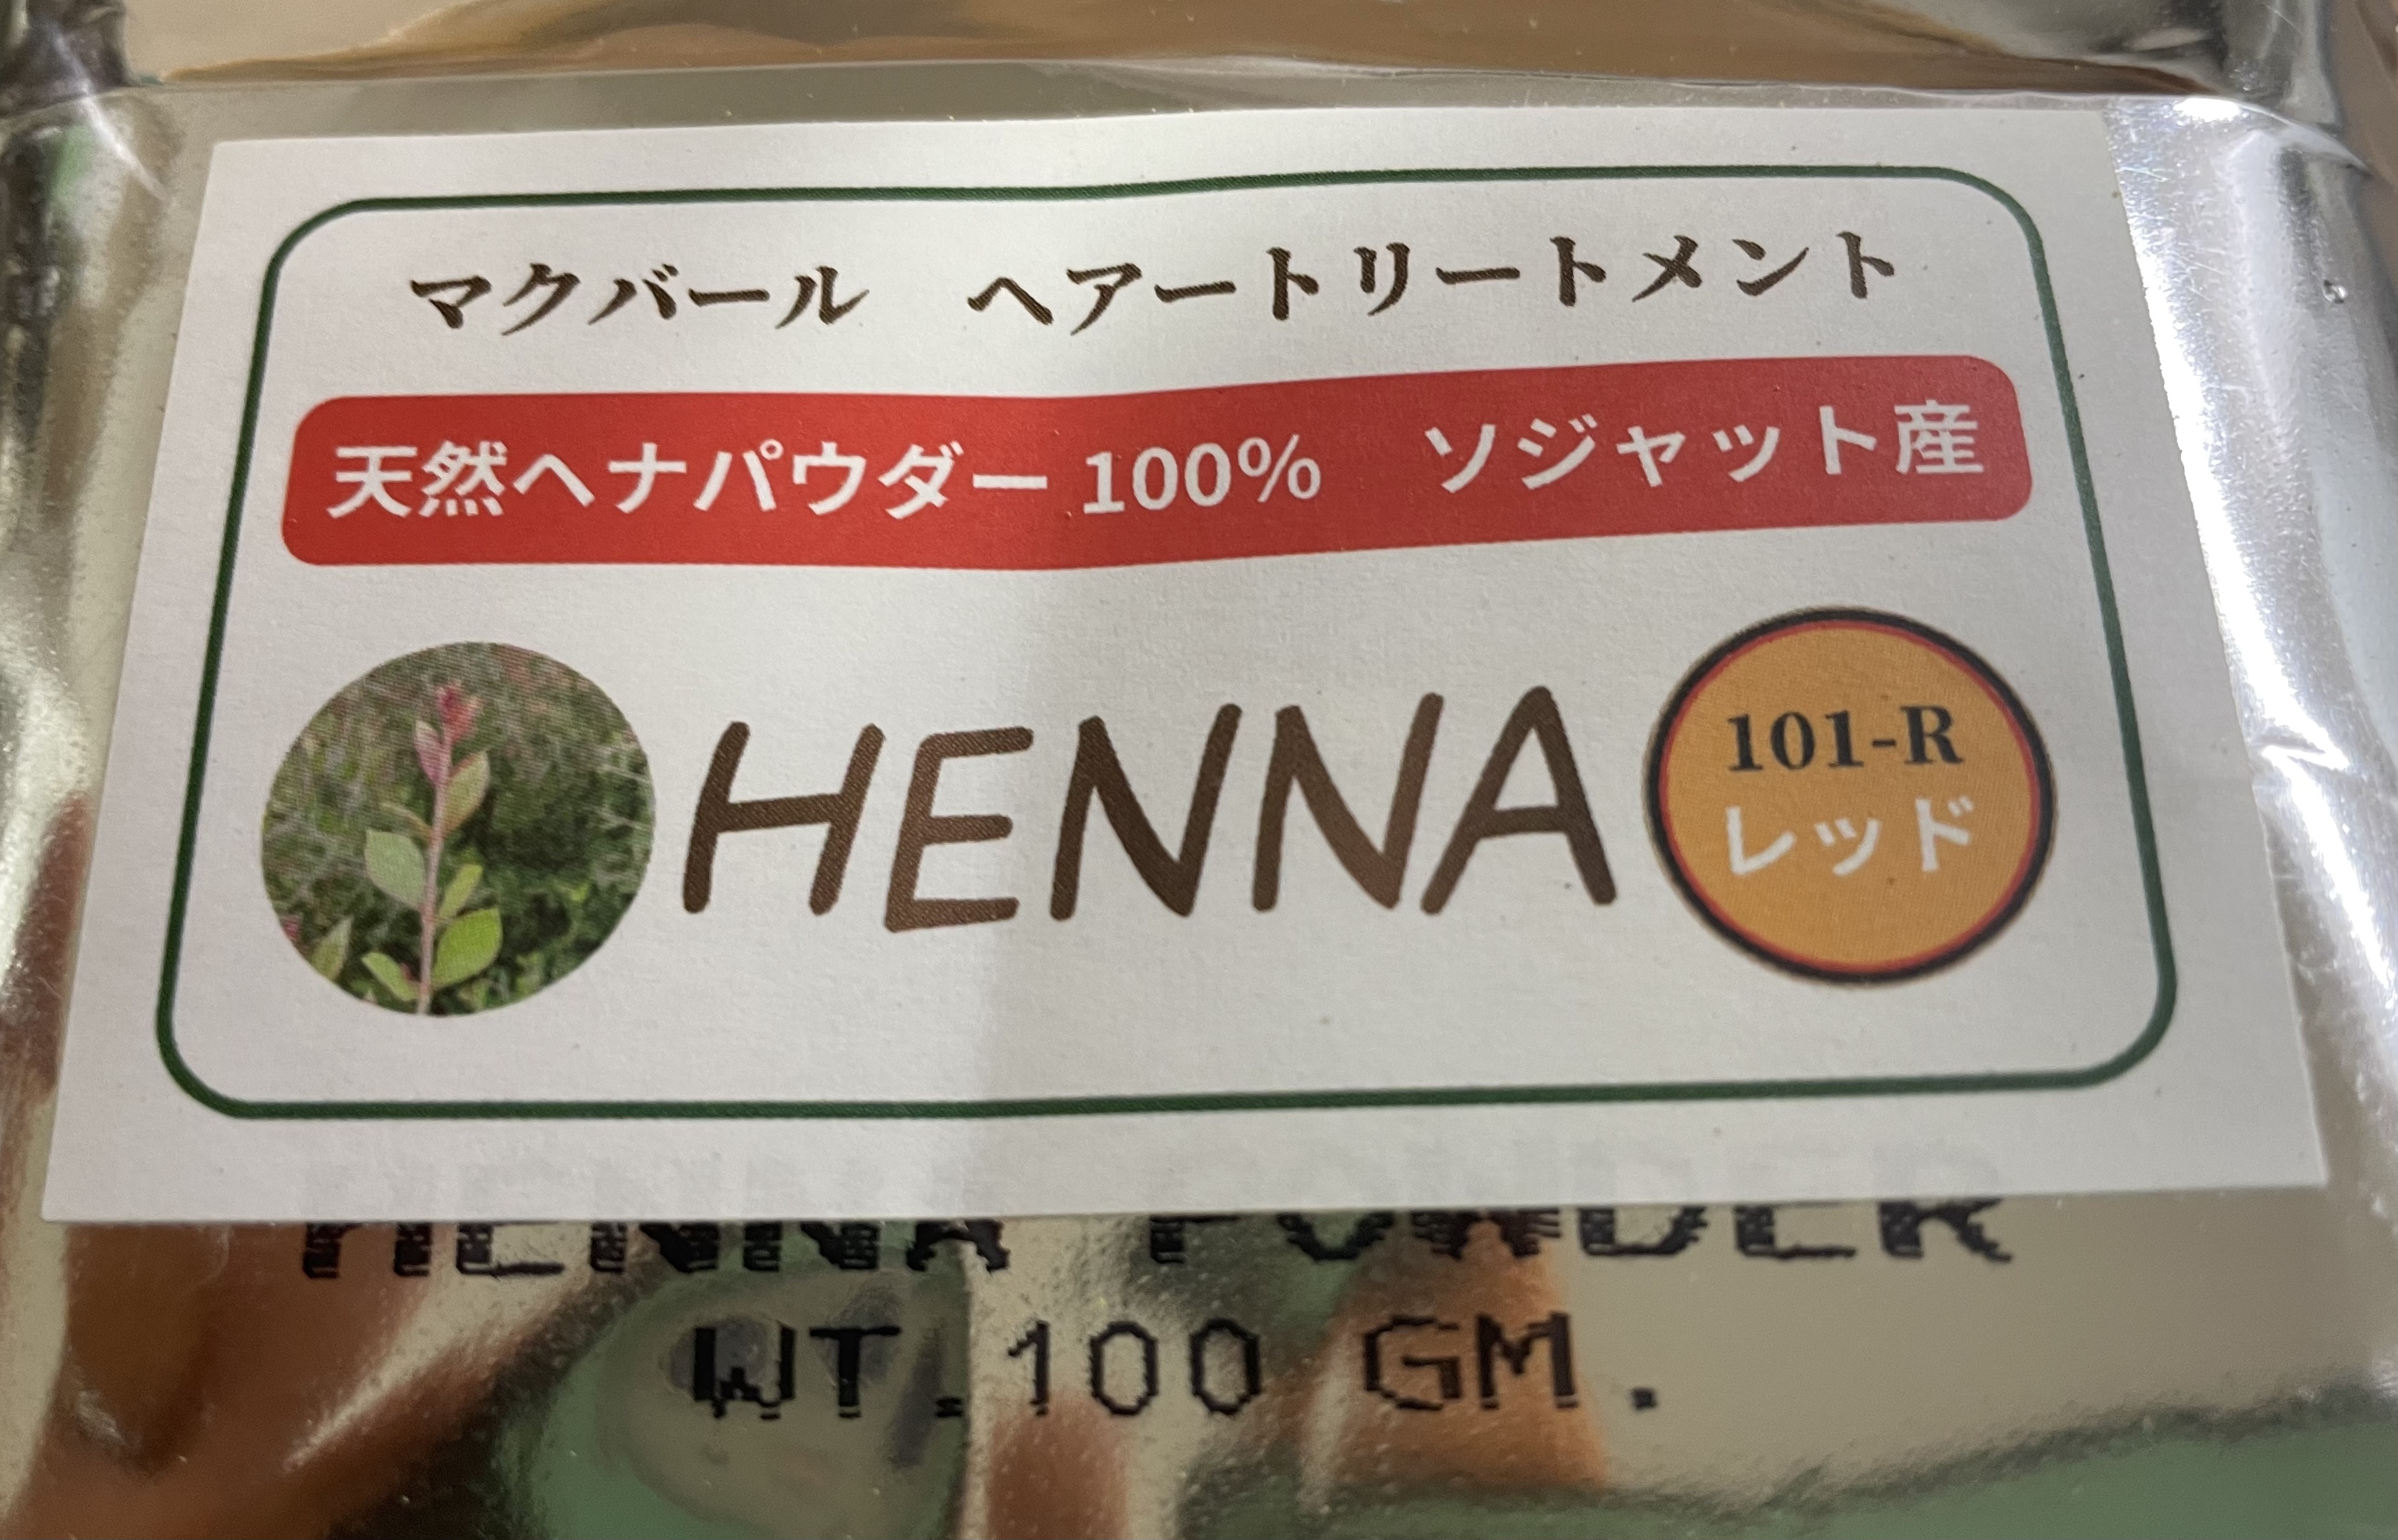 マクバール　ヘアートリートメント
天然ヘナパウダー 100%　ソジャット産
HENNA
101-R
レッド
HENNA POWDER
WT.100 GM.